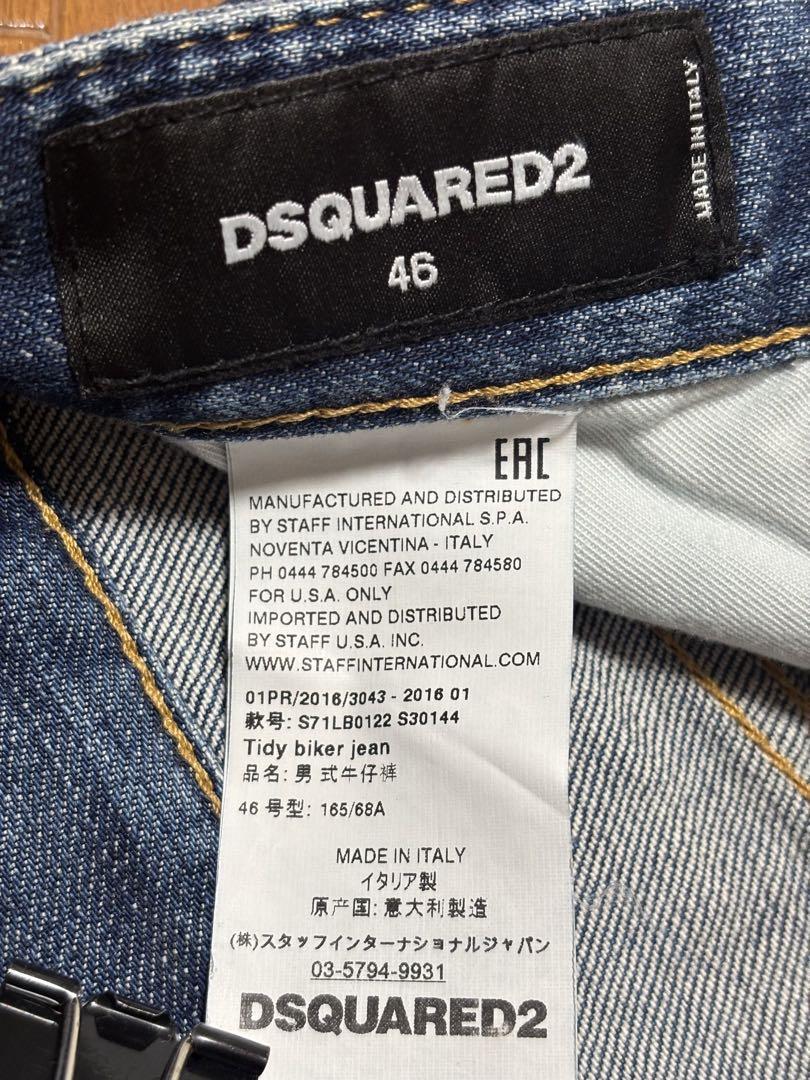 DSQUARED2
46
MADE IN ITALY
EAC
MANUFACTURED AND DISTRIBUTED
BY STAFF INTERNATIONAL S.P.A.
NOVENTA VICENTINA - ITALY
PH 0444 784500 FAX 0444 784580
FOR U.S.A. ONLY
IMPORTED AND DISTRIBUTED
BY STAFF U.S.A. INC.
WWW.STAFFINTERNATIONAL.COM
01PR/2016/3043 - 2016 01
款号: S71LB0122 S30144
Tidy biker jean
品名: 男 式牛仔裤
46 号型: 165/68A
MADE IN ITALY
イタリア製
原产国: 意大利製造
(株)スタッフインターナショナルジャパン
03-5794-9931
DSQUARED2